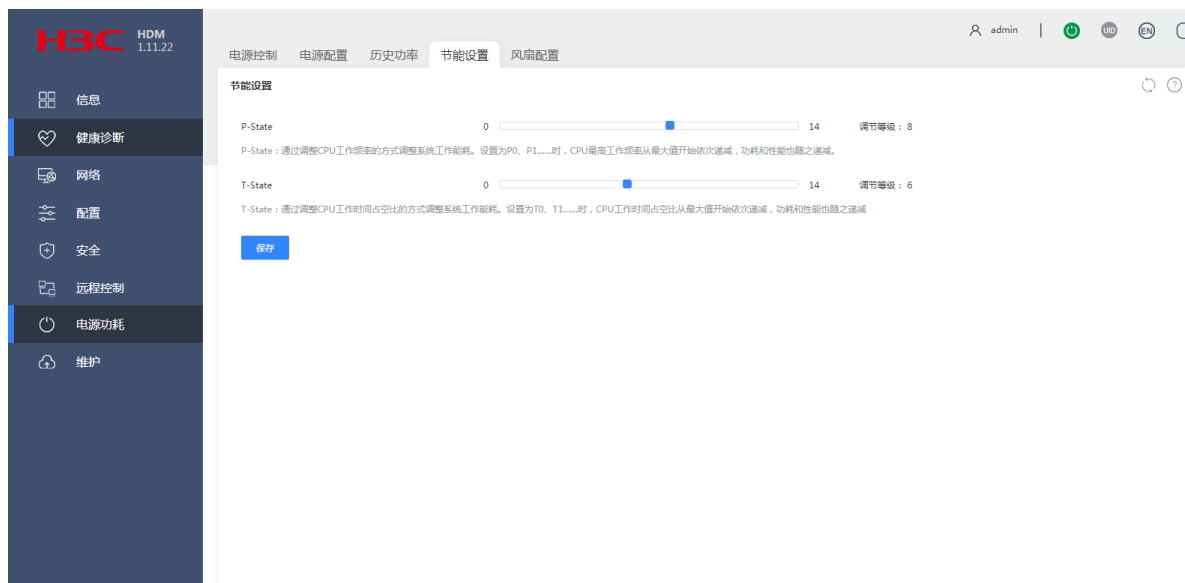 H3C HDM
1.11.22
admin UID EN
电源控制 电源配置 历史功率 节能设置 风扇配置
节能设置
信息
健康诊断
网络
配置
安全
远程控制
电源功耗
维护
P-State 0 14 调节等级：8
P-State：通过调整CPU工作频率的方式调整系统工作能耗。设置为P0、P1......时，CPU最高工作频率从最大值开始依次递减，功耗和性能也随之递减。
T-State 0 14 调节等级：6
T-State：通过调整CPU工作时间占空比的方式调整系统工作能耗。设置为T0、T1......时，CPU工作时间占空比从最大值开始依次递减，功耗和性能也随之递减
保存